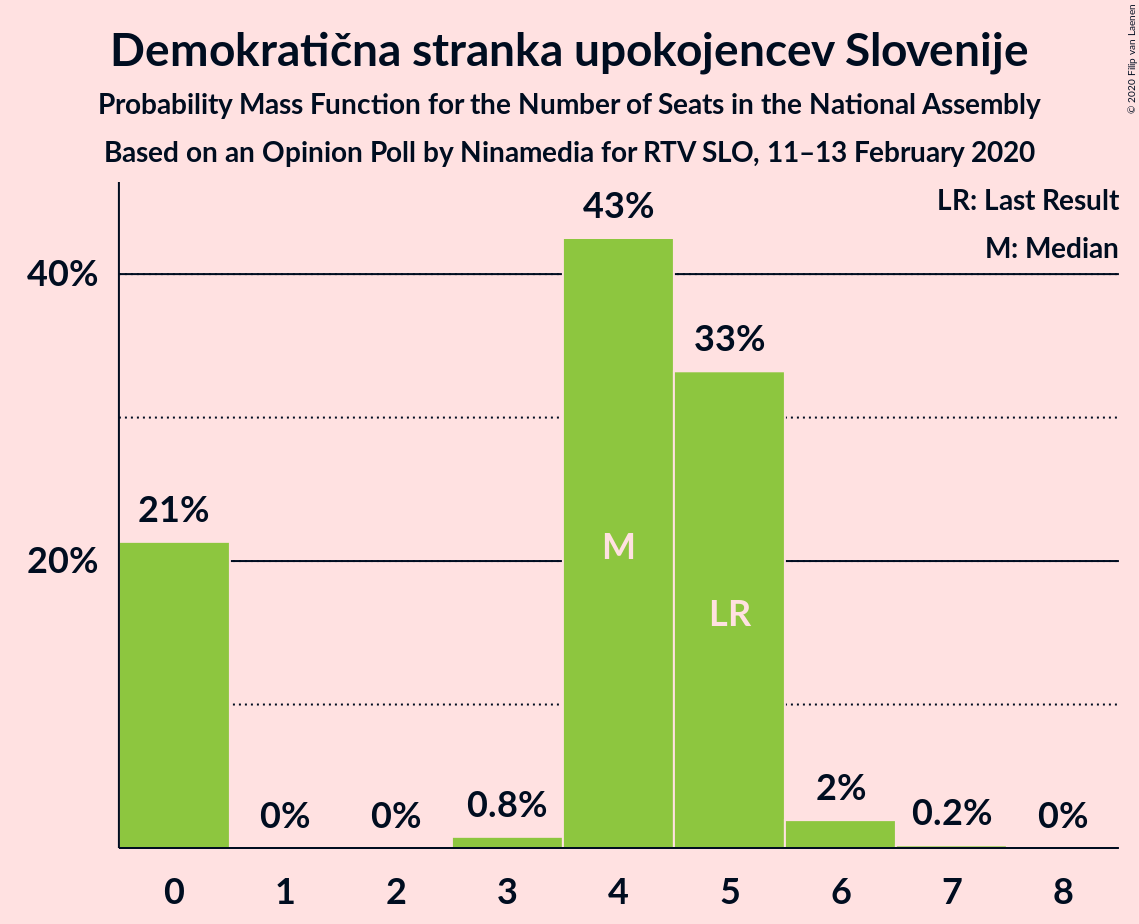 Demokratična stranka upokojencev Slovenije
Probability Mass Function for the Number of Seats in the National Assembly
Based on an Opinion Poll by Ninamedia for RTV SLO, 11–13 February 2020
© 2020 Filip van Laenen
LR: Last Result
M: Median
40%
20%
21%
0%
0%
0.8%
43%
33%
2%
0.2%
0%
M
LR
0 1 2 3 4 5 6 7 8